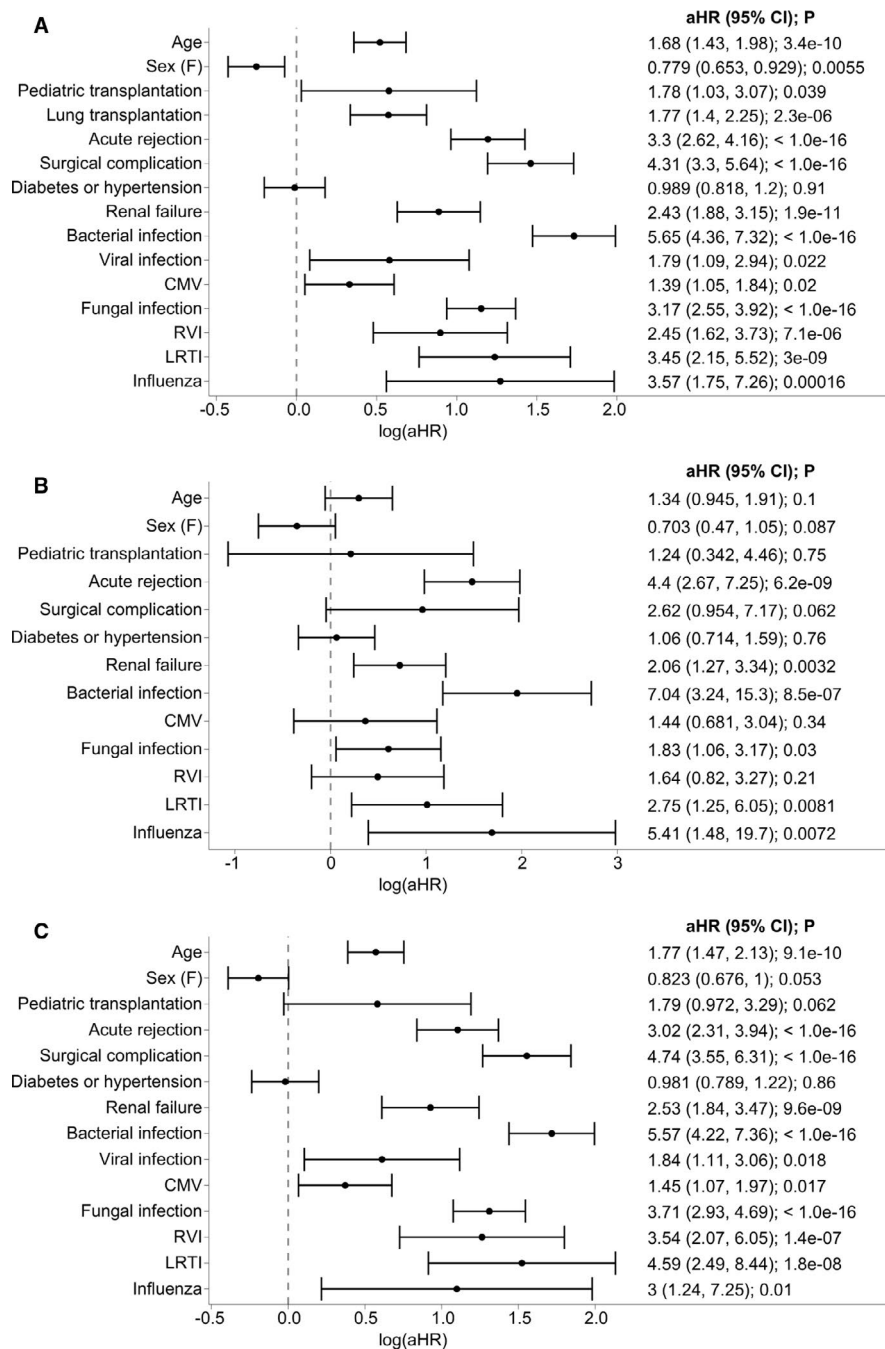 A
aHR (95% CI); P
Age 1.68 (1.43, 1.98); 3.4e-10
Sex (F) 0.779 (0.653, 0.929); 0.0055
Pediatric transplantation 1.78 (1.03, 3.07); 0.039
Lung transplantation 1.77 (1.4, 2.25); 2.3e-06
Acute rejection 3.3 (2.62, 4.16); < 1.0e-16
Surgical complication 4.31 (3.3, 5.64); < 1.0e-16
Diabetes or hypertension 0.989 (0.818, 1.2); 0.91
Renal failure 2.43 (1.88, 3.15); 1.9e-11
Bacterial infection 5.65 (4.36, 7.32); < 1.0e-16
Viral infection 1.79 (1.09, 2.94); 0.022
CMV 1.39 (1.05, 1.84); 0.02
Fungal infection 3.17 (2.55, 3.92); < 1.0e-16
RVI 2.45 (1.62, 3.73); 7.1e-06
LRTI 3.45 (2.15, 5.52); 3e-09
Influenza 3.57 (1.75, 7.26); 0.00016
-0.5 0.0 0.5 1.0 1.5 2.0
log(aHR)
B
aHR (95% CI); P
Age 1.34 (0.945, 1.91); 0.1
Sex (F) 0.703 (0.47, 1.05); 0.087
Pediatric transplantation 1.24 (0.342, 4.46); 0.75
Acute rejection 4.4 (2.67, 7.25); 6.2e-09
Surgical complication 2.62 (0.954, 7.17); 0.062
Diabetes or hypertension 1.06 (0.714, 1.59); 0.76
Renal failure 2.06 (1.27, 3.34); 0.0032
Bacterial infection 7.04 (3.24, 15.3); 8.5e-07
CMV 1.44 (0.681, 3.04); 0.34
Fungal infection 1.83 (1.06, 3.17); 0.03
RVI 1.64 (0.82, 3.27); 0.21
LRTI 2.75 (1.25, 6.05); 0.0081
Influenza 5.41 (1.48, 19.7); 0.0072
-1 0 1 2 3
log(aHR)
C
aHR (95% CI); P
Age 1.77 (1.47, 2.13); 9.1e-10
Sex (F) 0.823 (0.676, 1); 0.053
Pediatric transplantation 1.79 (0.972, 3.29); 0.062
Acute rejection 3.02 (2.31, 3.94); < 1.0e-16
Surgical complication 4.74 (3.55, 6.31); < 1.0e-16
Diabetes or hypertension 0.981 (0.789, 1.22); 0.86
Renal failure 2.53 (1.84, 3.47); 9.6e-09
Bacterial infection 5.57 (4.22, 7.36); < 1.0e-16
Viral infection 1.84 (1.11, 3.06); 0.018
CMV 1.45 (1.07, 1.97); 0.017
Fungal infection 3.71 (2.93, 4.69); < 1.0e-16
RVI 3.54 (2.07, 6.05); 1.4e-07
LRTI 4.59 (2.49, 8.44); 1.8e-08
Influenza 3 (1.24, 7.25); 0.01
-0.5 0.0 0.5 1.0 1.5 2.0
log(aHR)